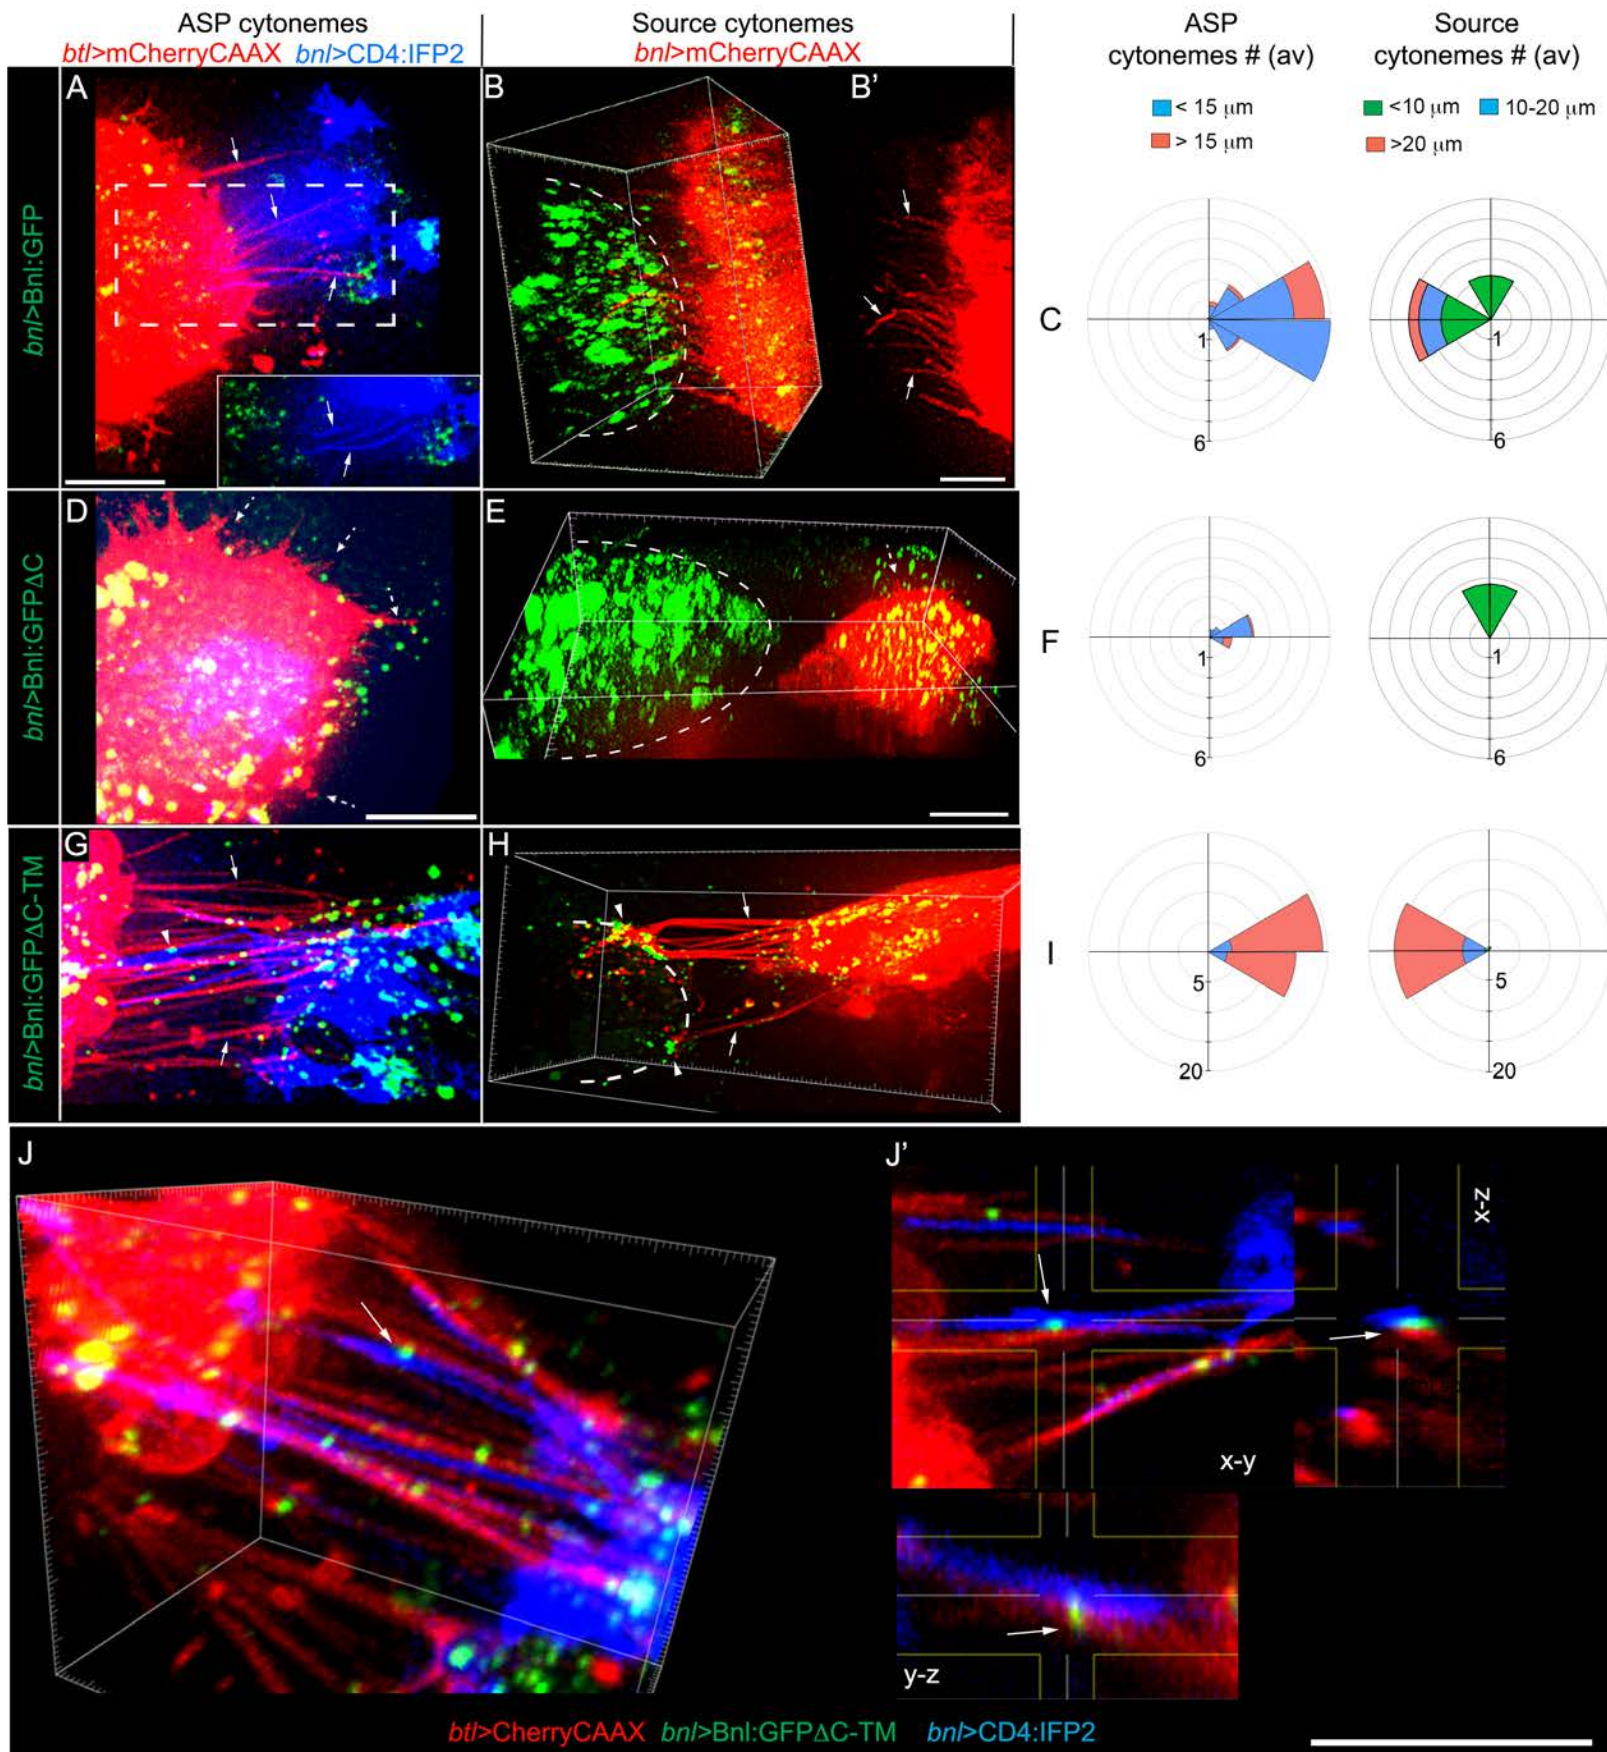 ASP cytonemes
btl>mCherryCAAX bnl>CD4:IFP2
Source cytonemes
bnl>mCherryCAAX
ASP
cytonemes # (av)
< 15 μm
> 15 μm
Source
cytonemes # (av)
<10 μm 10-20 μm
>20 μm
bnl>Bnl:GFP
A
B
B’
C
1
6
1
6
bnl>Bnl:GFPΔC
D
E
F
1
6
1
6
bnl>Bnl:GFPΔC-TM
G
H
I
5
20
5
20
J
J’
x-z
x-y
y-z
btl>CherryCAAX bnl>Bnl:GFPΔC-TM bnl>CD4:IFP2